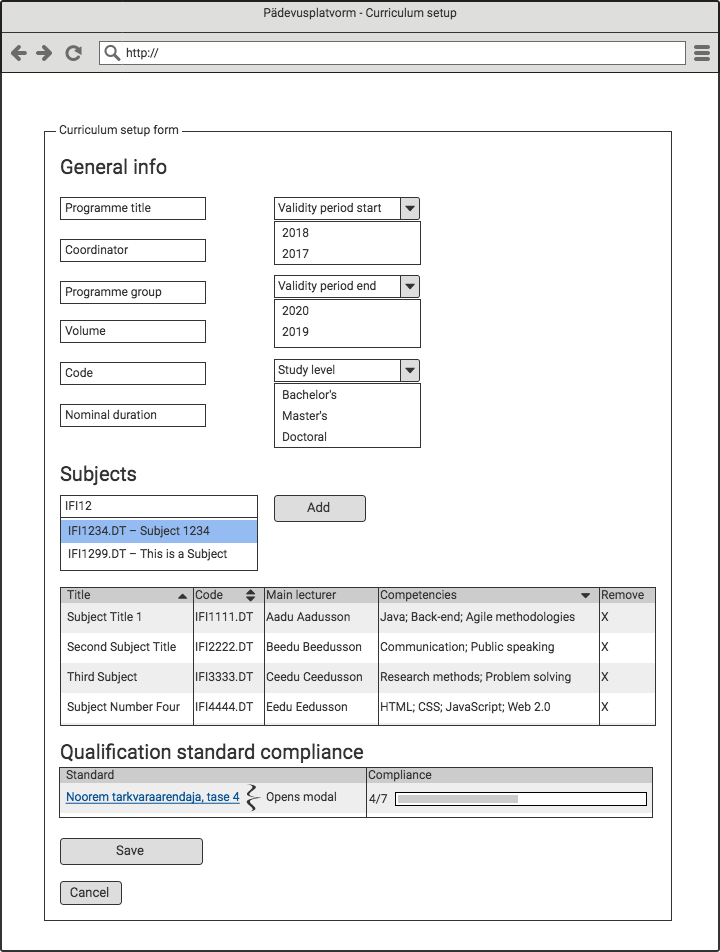 Pädevusplatvorm - Curriculum setup
http://
Curriculum setup form
General info
Programme title
Coordinator
Programme group
Volume
Code
Nominal duration
Validity period start
2018
2017
Validity period end
2020
2019
Study level
Bachelor's
Master's
Doctoral
Subjects
IFI12
Add
IFI1234.DT – Subject 1234
IFI1299.DT – This is a Subject
Title Code Main lecturer Competencies Remove
Subject Title 1 IFI1111.DT Aadu Aadusson Java; Back-end; Agile methodologies X
Second Subject Title IFI2222.DT Beedu Beedusson Communication; Public speaking X
Third Subject IFI3333.DT Ceedu Ceedusson Research methods; Problem solving X
Subject Number Four IFI4444.DT Eedu Eedusson HTML; CSS; JavaScript; Web 2.0 X
Qualification standard compliance
Standard Compliance
Noorem tarkvaraarendaja, tase 4 Opens modal 4/7
Save
Cancel